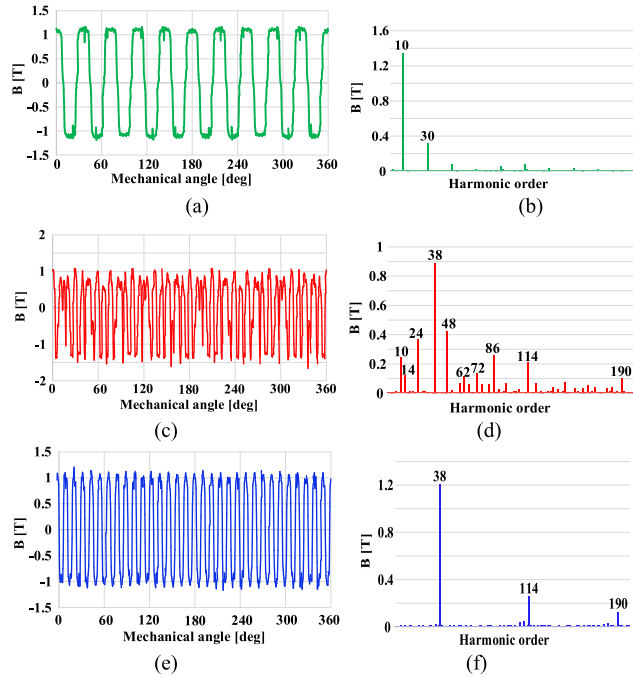 1.5
1
0.5
0
-0.5
-1
-1.5
B [T]
0 60 120 180 240 300 360
Mechanical angle [deg]
(a)
1.6
1.2
0.8
0.4
0
B [T]
10
30
Harmonic order
(b)
2
1
0
-1
-2
B [T]
0 60 120 180 240 300 360
Mechanical angle [deg]
(c)
1
0.8
0.6
0.4
0.2
0
B [T]
10
14
24
38
48
62
72
86
114
190
Harmonic order
(d)
1.5
1
0.5
0
-0.5
-1
-1.5
B [T]
0 60 120 180 240 300 360
Mechanical angle [deg]
(e)
1.2
0.8
0.4
0
B [T]
38
114
190
Harmonic order
(f)